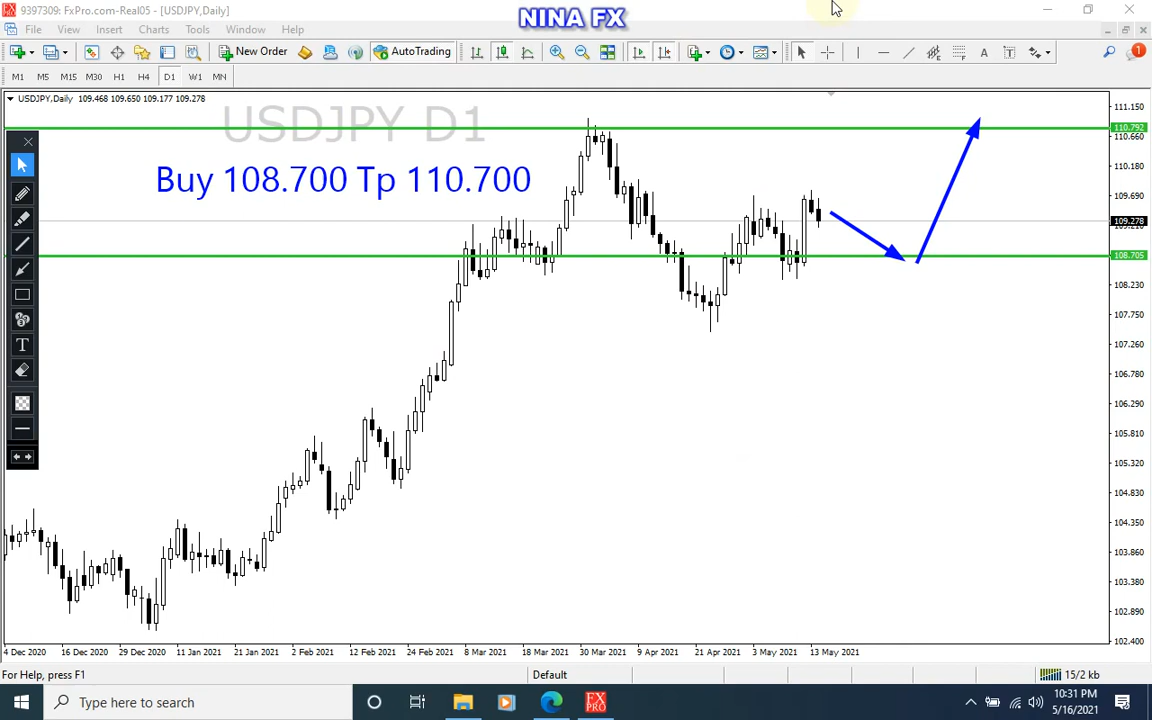 9397309: FxPro.com-Real05 - [USDJPY,Daily]
NINA FX
File View Insert Charts Tools Window Help
New Order AutoTrading A T 1
M1 M5 M15 M30 H1 H4 D1 W1 MN
USDJPY,Daily 109.468 109.650 109.177 109.278
USDJPY D1
Buy 108.700 Tp 110.700
111.150
110.792
110.660
110.180
109.690
109.278
108.705
108.230
107.750
107.260
106.780
106.290
105.810
105.320
104.830
104.350
103.860
103.380
102.890
102.400
T
4 Dec 2020 16 Dec 2020 29 Dec 2020 11 Jan 2021 21 Jan 2021 2 Feb 2021 12 Feb 2021 24 Feb 2021 8 Mar 2021 18 Mar 2021 30 Mar 2021 9 Apr 2021 21 Apr 2021 3 May 2021 13 May 2021
For Help, press F1 Default 15/2 kb
Type here to search
FX PRO
10:31 PM
5/16/2021